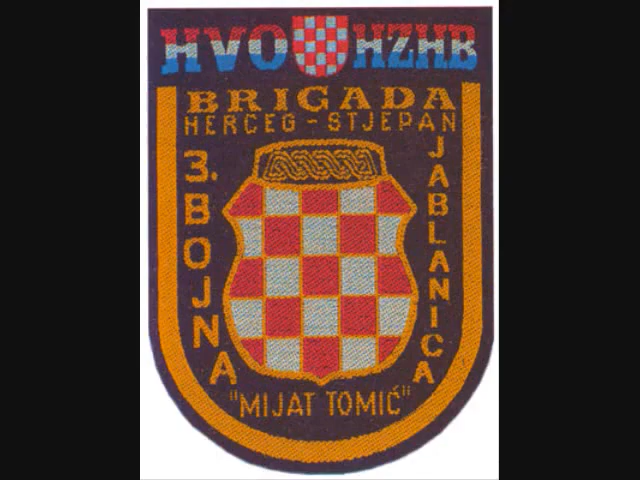 HVO HZHB
BRIGADA
HERCEG-STJEPAN
3. BOJNA
JABLANICA
"MIJAT TOMIĆ"